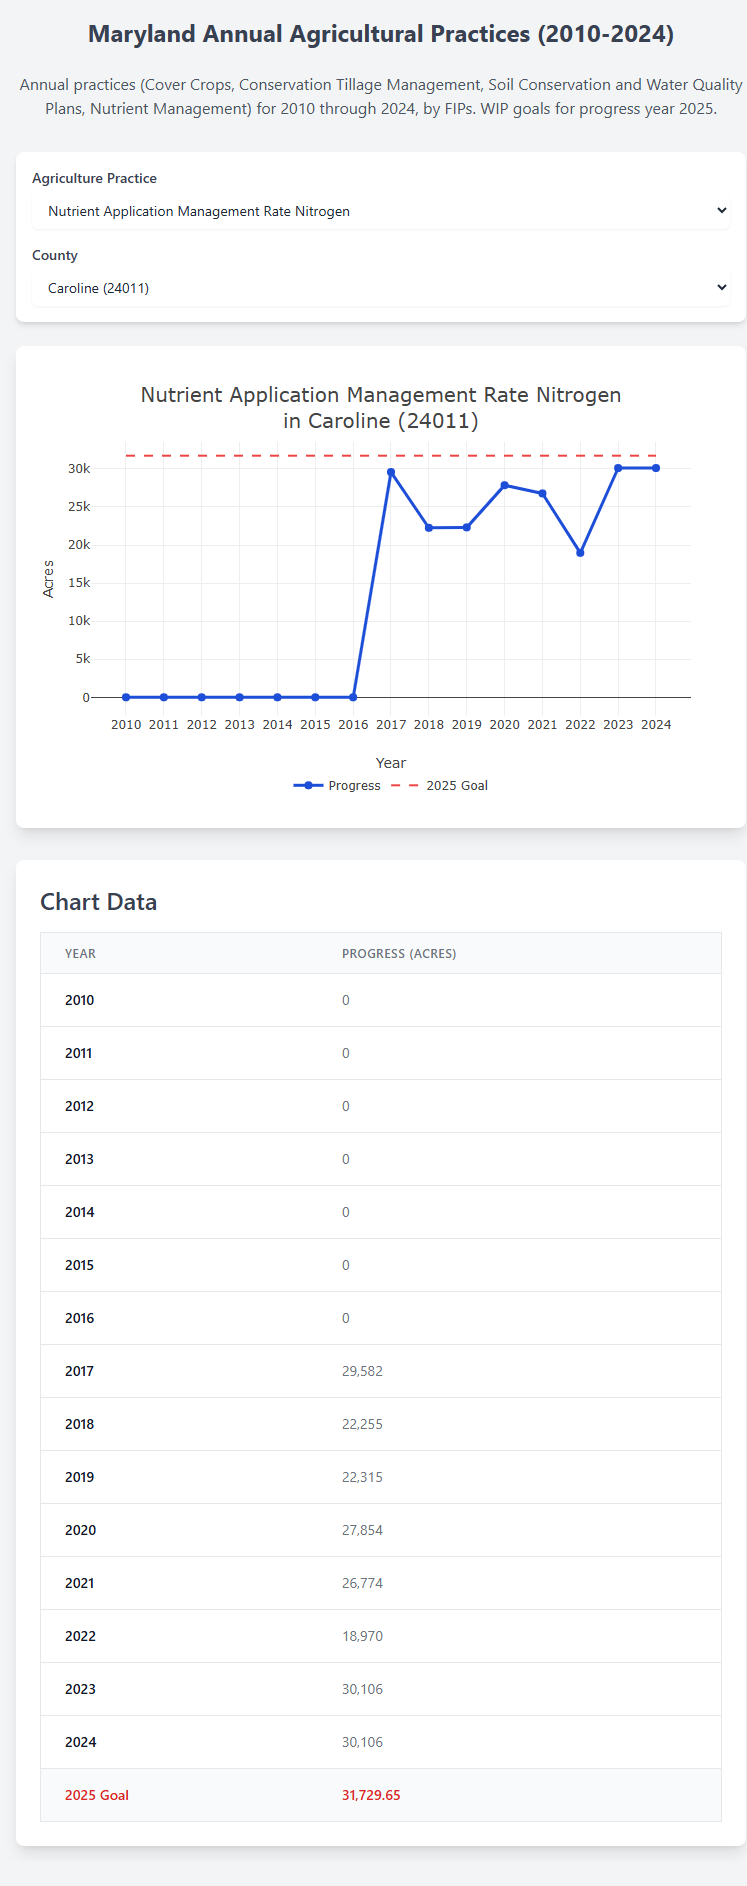 Maryland Annual Agricultural Practices (2010-2024)
Annual practices (Cover Crops, Conservation Tillage Management, Soil Conservation and Water Quality
Plans, Nutrient Management) for 2010 through 2024, by FIPs. WIP goals for progress year 2025.
Agriculture Practice
Nutrient Application Management Rate Nitrogen
County
Caroline (24011)
Nutrient Application Management Rate Nitrogen
in Caroline (24011)
30k
25k
20k
15k
10k
5k
0
Acres
2010 2011 2012 2013 2014 2015 2016 2017 2018 2019 2020 2021 2022 2023 2024
Year
Progress 2025 Goal
Chart Data
YEAR PROGRESS (ACRES)
2010 0
2011 0
2012 0
2013 0
2014 0
2015 0
2016 0
2017 29,582
2018 22,255
2019 22,315
2020 27,854
2021 26,774
2022 18,970
2023 30,106
2024 30,106
2025 Goal 31,729.65